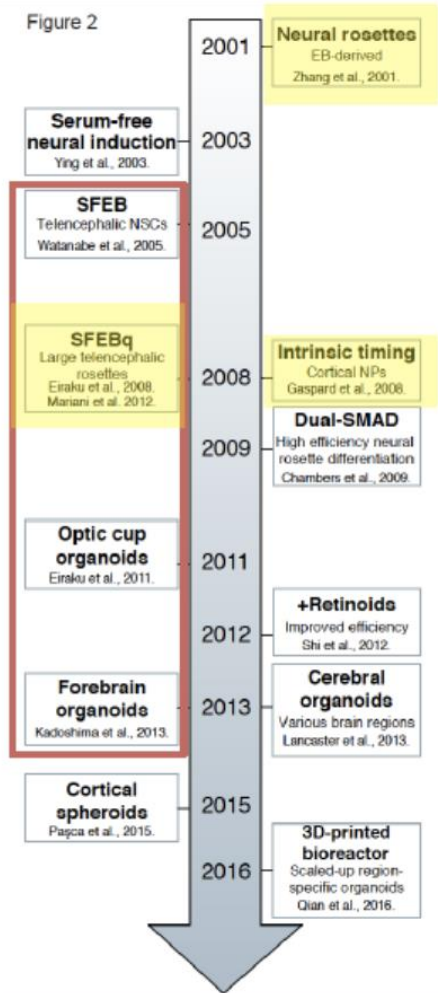 Figure 2
2001
Neural rosettes
EB-derived
Zhang et al., 2001.
Serum-free
neural induction
Ying et al., 2003.
2003
SFEB
Telencephalic NSCs
Watanabe et al., 2005.
2005
SFEBq
Large telencephalic
rosettes
Eiraku et al., 2008.
Mariani et al. 2012.
2008
Intrinsic timing
Cortical NPs
Gaspard et al., 2008.
2009
Dual-SMAD
High efficiency neural
rosette differentiation
Chambers et al., 2009.
Optic cup
organoids
Eiraku et al., 2011.
2011
2012
+Retinoids
Improved efficiency
Shi et al., 2012.
Forebrain
organoids
Kadoshima et al., 2013.
2013
Cerebral
organoids
Various brain regions
Lancaster et al., 2013.
Cortical
spheroids
Paşca et al., 2015.
2015
2016
3D-printed
bioreactor
Scaled-up region-
specific organoids
Qian et al., 2016.